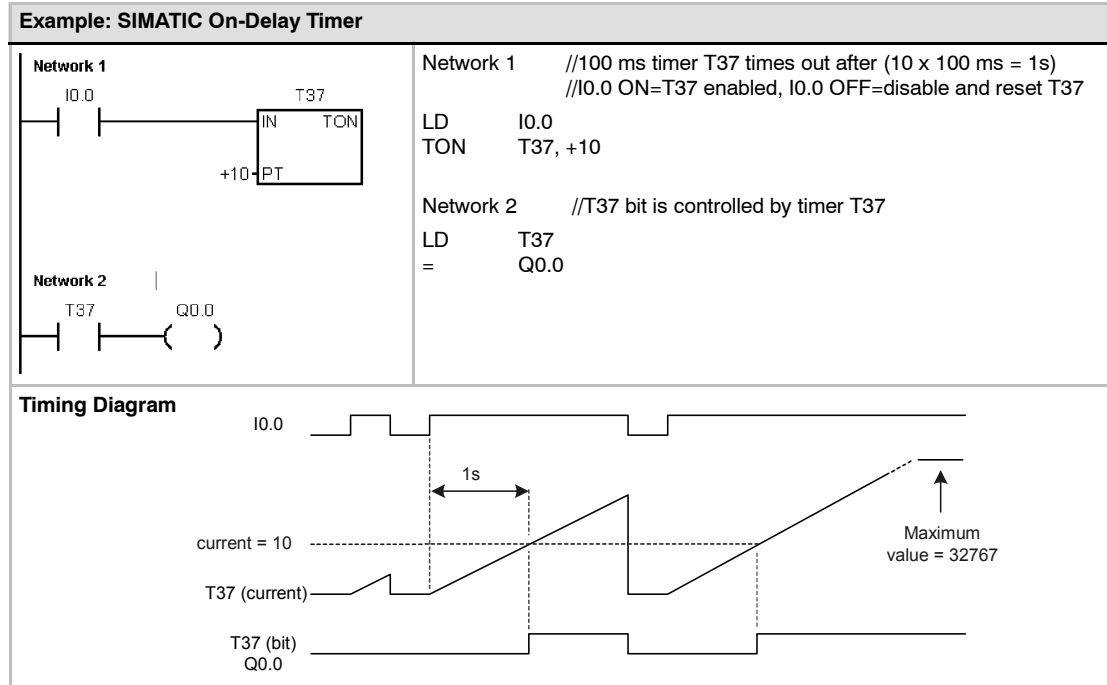 Example: SIMATIC On-Delay Timer
Network 1
I0.0
T37
IN TON
+10 PT
Network 2
T37 Q0.0
Network 1 //100 ms timer T37 times out after (10 x 100 ms = 1s)
//I0.0 ON=T37 enabled, I0.0 OFF=disable and reset T37
LD I0.0
TON T37, +10
Network 2 //T37 bit is controlled by timer T37
LD T37
= Q0.0
Timing Diagram
I0.0
1s
current = 10
Maximum
value = 32767
T37 (current)
T37 (bit)
Q0.0